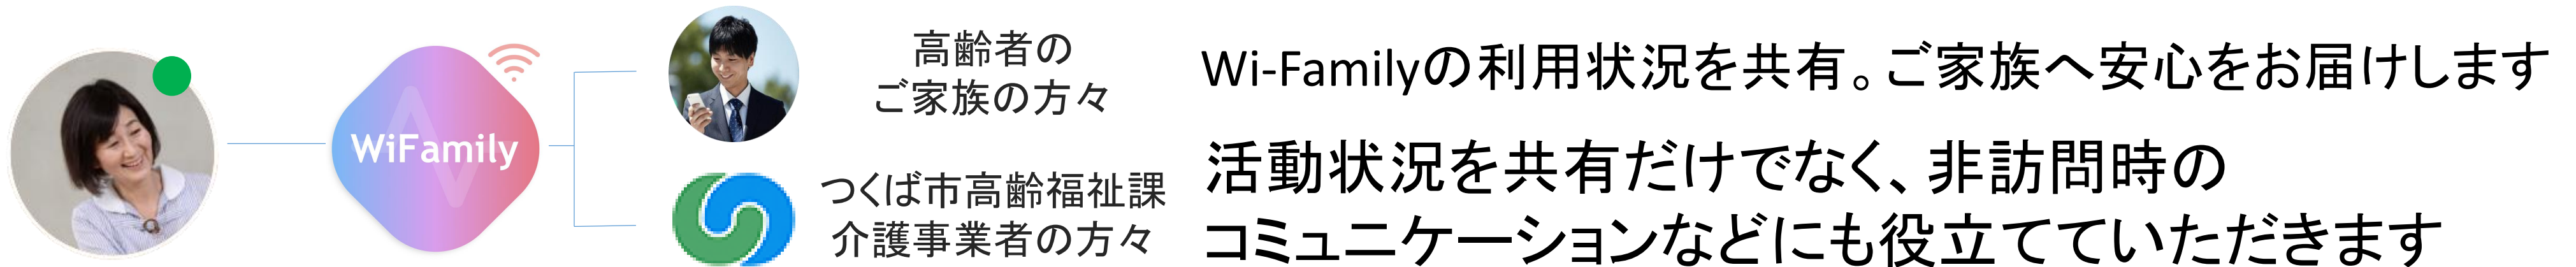 WiFamily
高齢者の
ご家族の方々
Wi-Familyの利用状況を共有。ご家族へ安心をお届けします
つくば市高齢福祉課
介護事業者の方々
活動状況を共有だけでなく、非訪問時の
コミュニケーションなどにも役立てていただきます